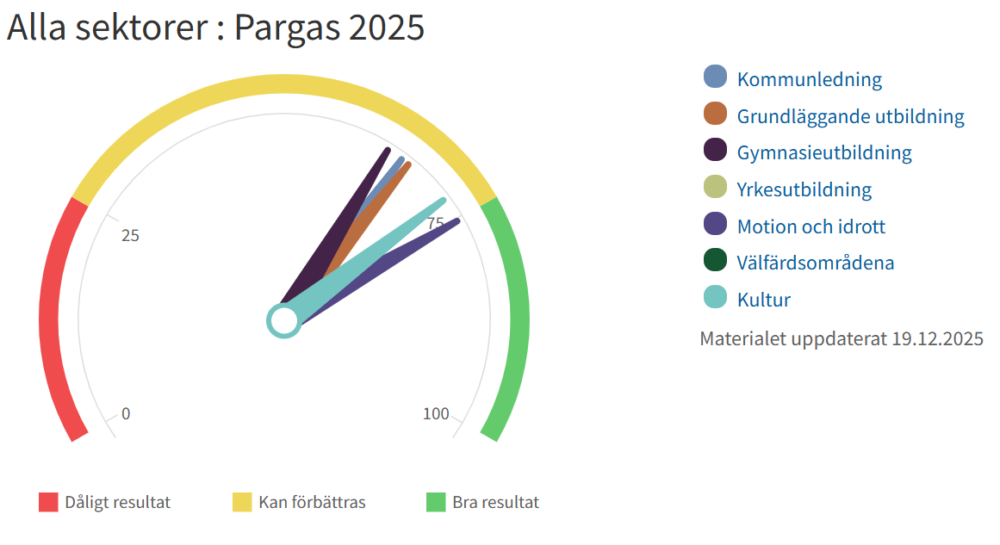 Alla sektorer : Pargas 2025
Kommunledning
Grundläggande utbildning
Gymnasieutbildning
Yrkesutbildning
Motion och idrott
Välfärdsområdena
Kultur
Materialet uppdaterat 19.12.2025
75
25
0
100
Dåligt resultat
Kan förbättras
Bra resultat